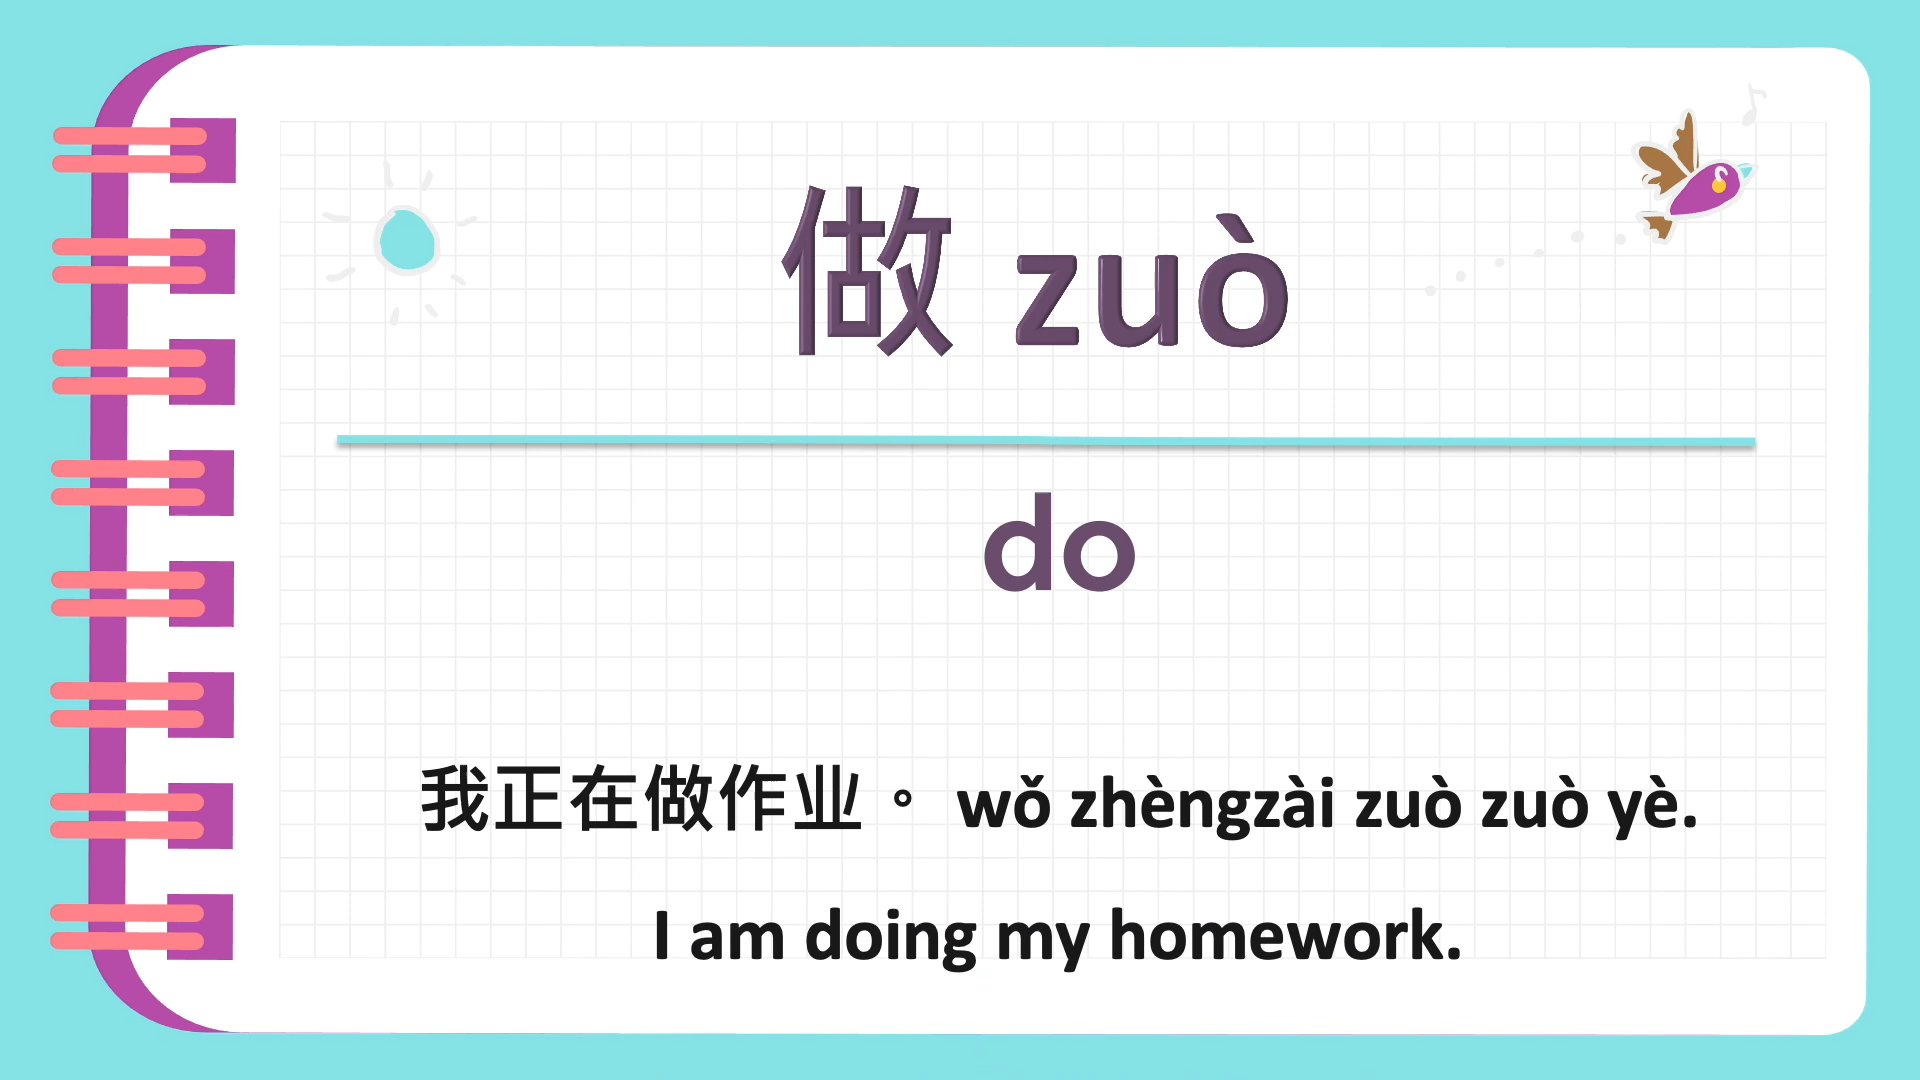 做 zuò
do
我正在做作业。 wǒ zhèngzài zuò zuò yè.
I am doing my homework.